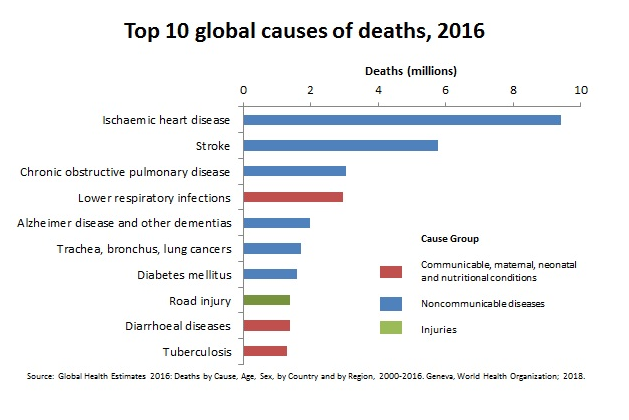 Top 10 global causes of deaths, 2016
Deaths (millions)
0 2 4 6 8 10
Ischaemic heart disease
Stroke
Chronic obstructive pulmonary disease
Lower respiratory infections
Alzheimer disease and other dementias
Trachea, bronchus, lung cancers
Diabetes mellitus
Road injury
Diarrhoeal diseases
Tuberculosis
Cause Group
Communicable, maternal, neonatal
and nutritional conditions
Noncommunicable diseases
Injuries
Source: Global Health Estimates 2016: Deaths by Cause, Age, Sex, by Country and by Region, 2000-2016. Geneva, World Health Organization; 2018.